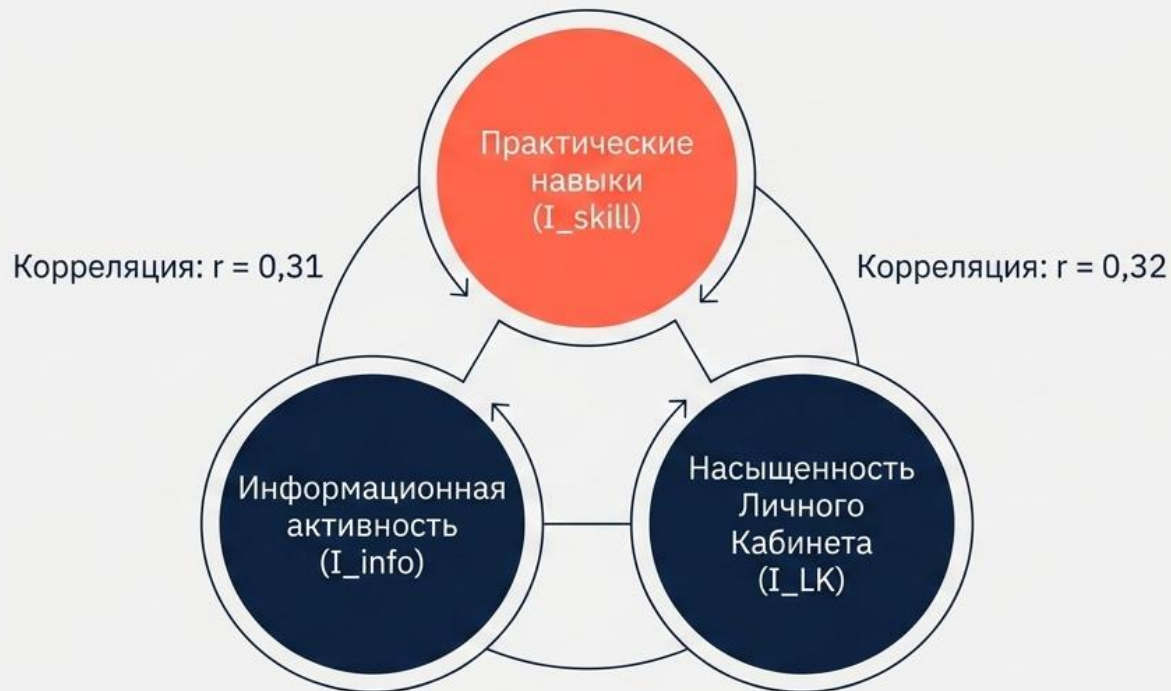 Практические
навыки
(I_skill)
Корреляция: r = 0,31
Корреляция: r = 0,32
Информационная
активность
(I_info)
Насыщенность
Личного
Кабинета
(I_LK)